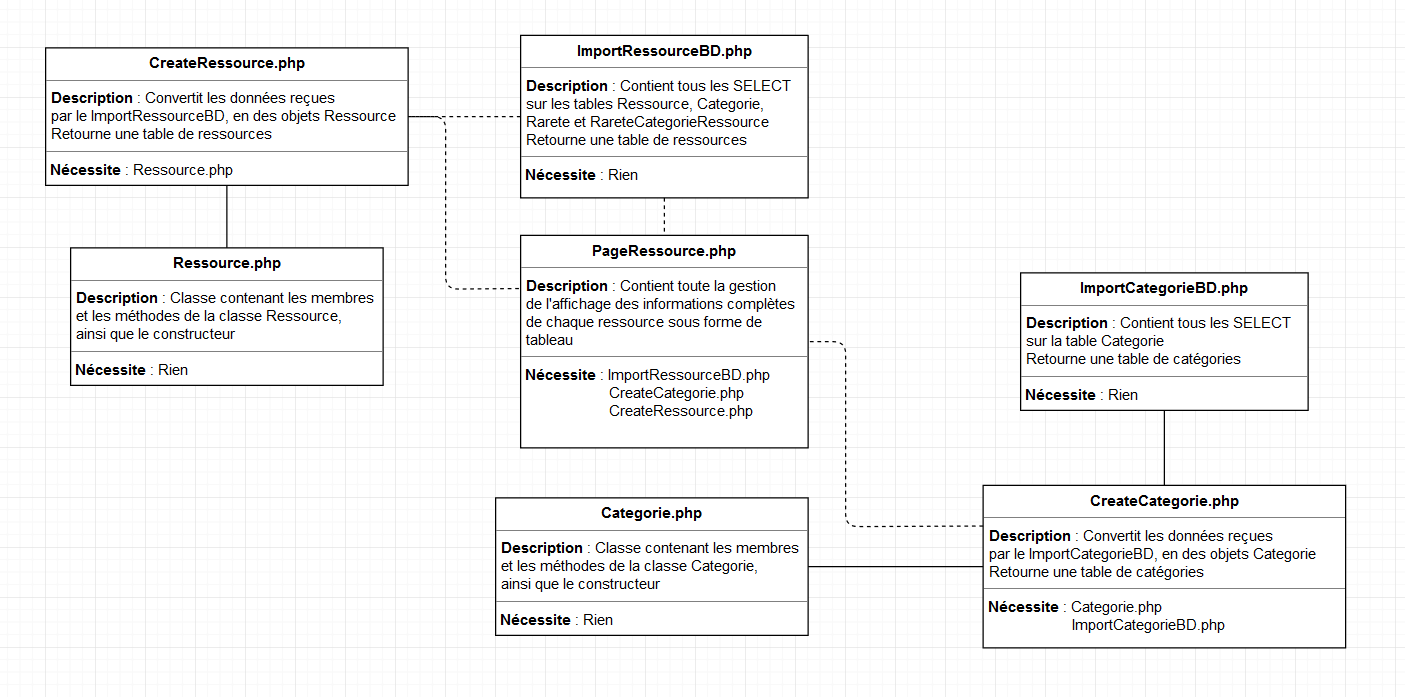 CreateRessource.php
Description : Convertit les données reçues
par le ImportRessourceBD, en des objets Ressource
Retourne une table de ressources
Nécessite : Ressource.php
ImportRessourceBD.php
Description : Contient tous les SELECT
sur les tables Ressource, Categorie,
Rarete et RareteCategorieRessource
Retourne une table de ressources
Nécessite : Rien
Ressource.php
Description : Classe contenant les membres
et les méthodes de la classe Ressource,
ainsi que le constructeur
Nécessite : Rien
PageRessource.php
Description : Contient toute la gestion
de l'affichage des informations complètes
de chaque ressource sous forme de
tableau
Nécessite : ImportRessourceBD.php
CreateCategorie.php
CreateRessource.php
ImportCategorieBD.php
Description : Contient tous les SELECT
sur la table Categorie
Retourne une table de catégories
Nécessite : Rien
Categorie.php
Description : Classe contenant les membres
et les méthodes de la classe Categorie,
ainsi que le constructeur
Nécessite : Rien
CreateCategorie.php
Description : Convertit les données reçues
par le ImportCategorieBD, en des objets Categorie
Retourne une table de catégories
Nécessite : Categorie.php
ImportCategorieBD.php